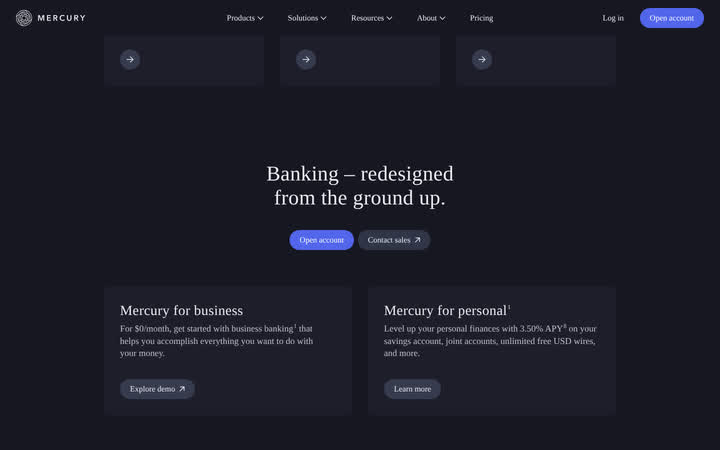 MERCURY
Products
Solutions
Resources
About
Pricing
Log in
Open account
Banking – redesigned
from the ground up.
Open account
Contact sales
Mercury for business
For $0/month, get started with business banking¹ that
helps you accomplish everything you want to do with
your money.
Explore demo
Mercury for personal¹
Level up your personal finances with 3.50% APY⁸ on your
savings account, joint accounts, unlimited free USD wires,
and more.
Learn more